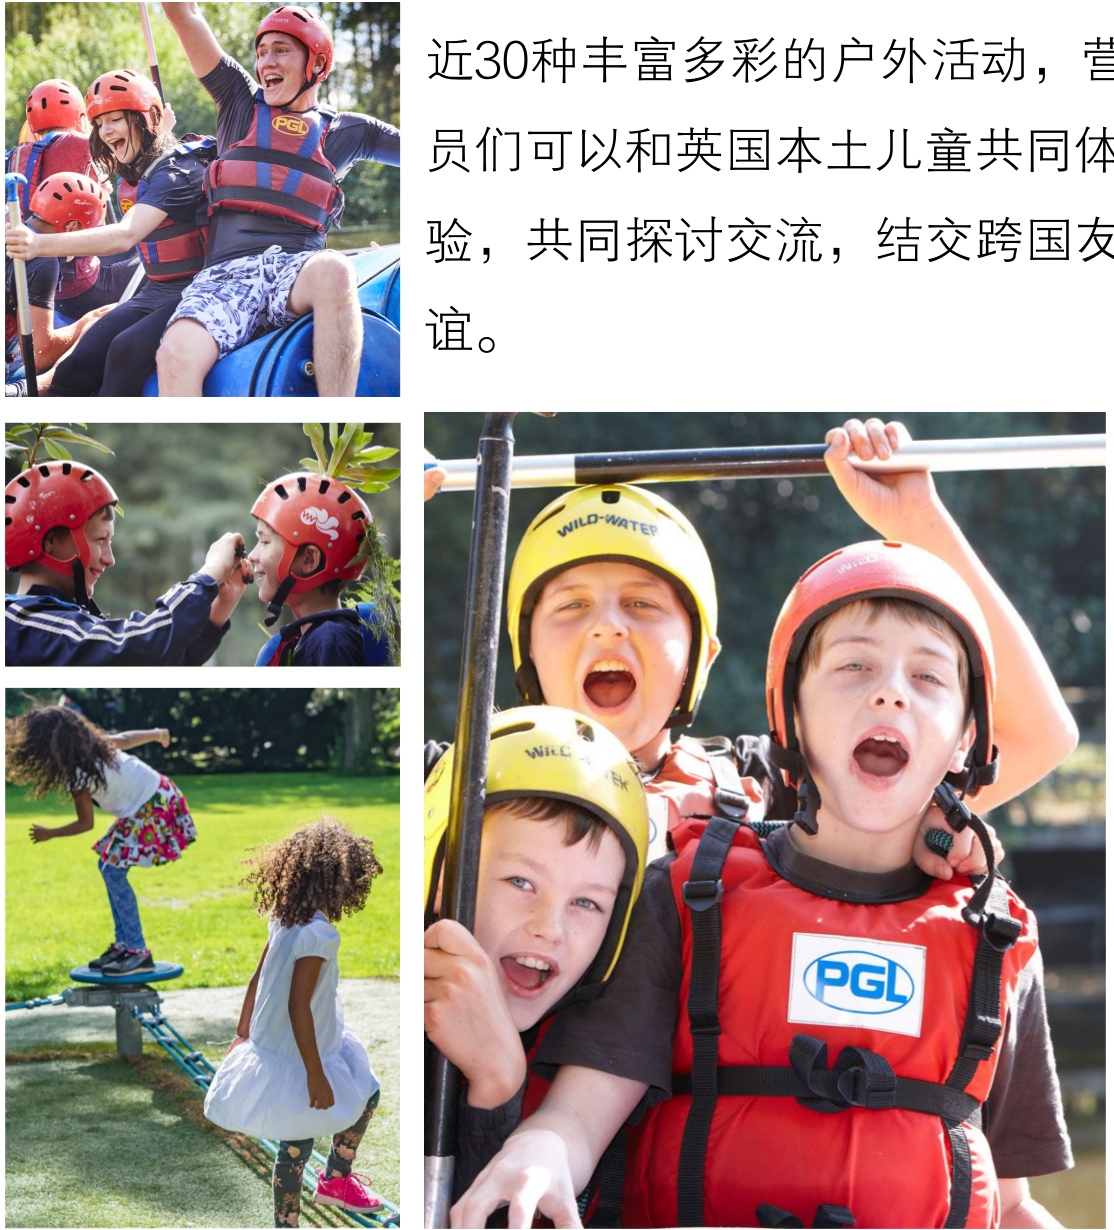 近30种丰富多彩的户外活动，营
员们可以和英国本土儿童共同体
验，共同探讨交流，结交跨国友
谊。
PGL
WILD-WATER
WILD
WILD WATER
PGL